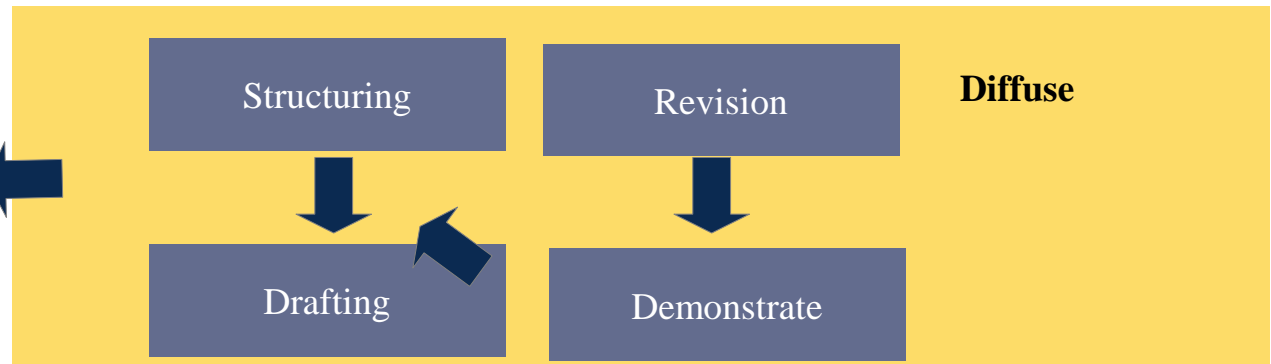 Structuring
Revision
Diffuse
Drafting
Demonstrate